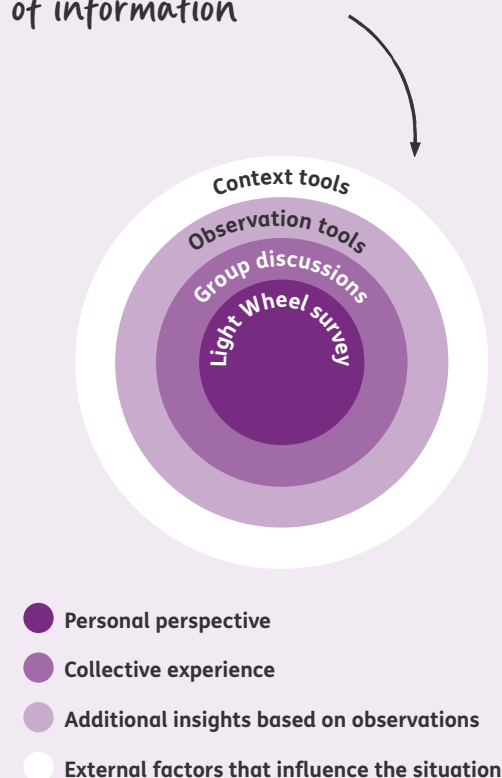 of information
Context tools
Observation tools
Group discussions
Light Wheel survey
Personal perspective
Collective experience
Additional insights based on observations
External factors that influence the situation